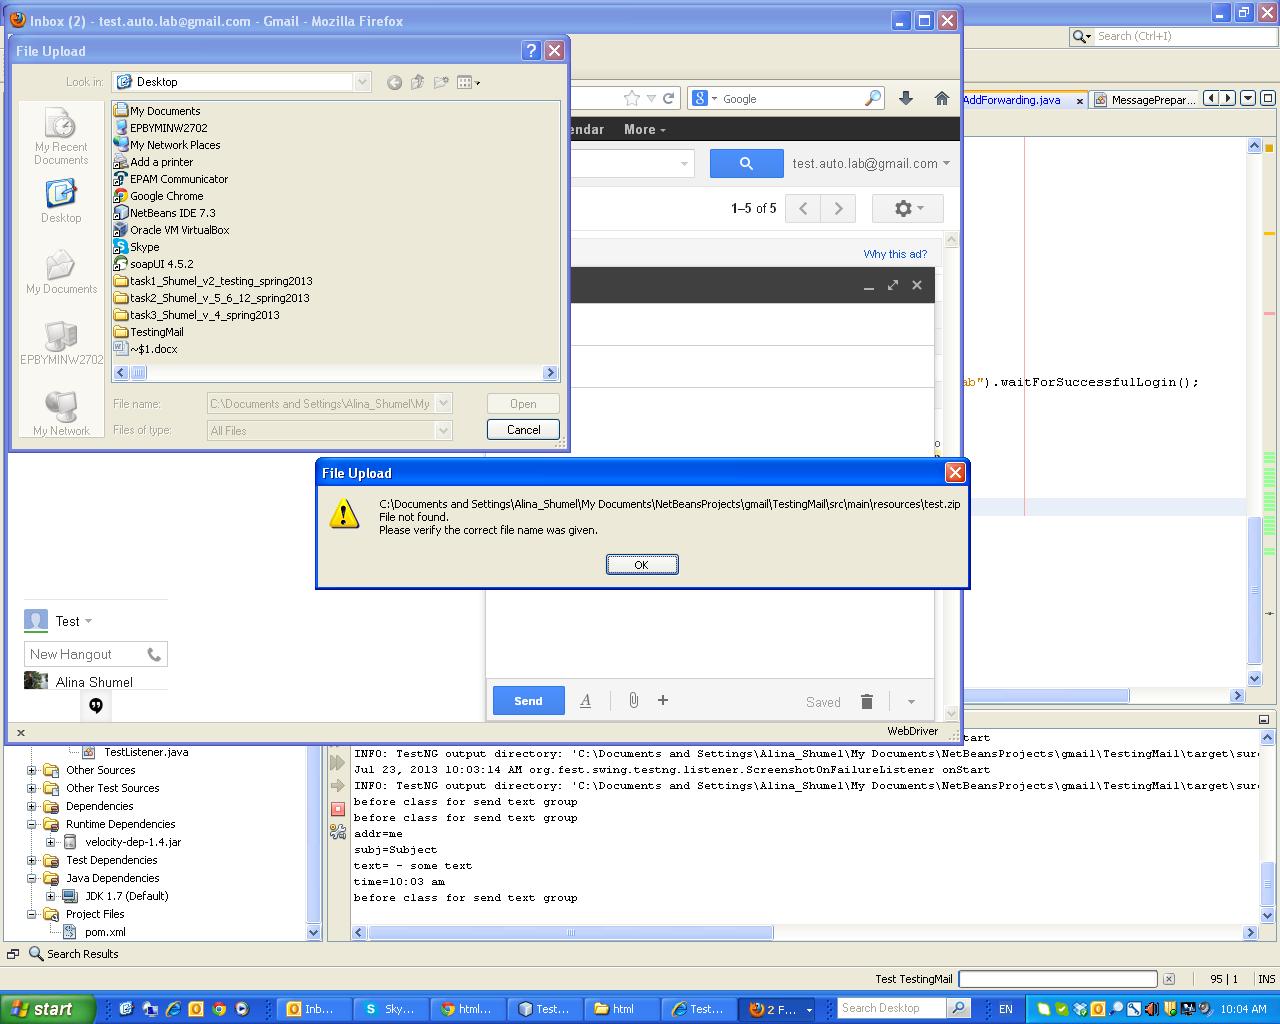 Inbox (2) - test.auto.lab@gmail.com - Gmail - Mozilla Firefox
File Upload
Search (Ctrl+I)
Look in:
Desktop
My Recent Documents
Desktop
My Documents
EPBYMINW2702
My Network
My Documents
EPBYMINW2702
My Network Places
Add a printer
EPAM Communicator
Google Chrome
NetBeans IDE 7.3
Oracle VM VirtualBox
Skype
soapUI 4.5.2
task1_Shumel_v2_testing_spring2013
task2_Shumel_v_5_6_12_spring2013
task3_Shumel_v_4_spring2013
TestingMail
~$1.docx
File name:
C:\Documents and Settings\Alina_Shumel\My
Open
Files of type:
All Files
Cancel
Google
AddForwarding.java
MessagePrepar...
endar
More
test.auto.lab@gmail.com
1–5 of 5
Why this ad?
ab").waitForSuccessfulLogin();
File Upload
C:\Documents and Settings\Alina_Shumel\My Documents\NetBeansProjects\gmail\TestingMail\src\main\resources\test.zip
File not found.
Please verify the correct file name was given.
OK
Test
New Hangout
Alina Shumel
Send
Saved
WebDriver
TestListener.java
Other Sources
Other Test Sources
Dependencies
Runtime Dependencies
velocity-dep-1.4.jar
Test Dependencies
Java Dependencies
JDK 1.7 (Default)
Project Files
pom.xml
start
INFO: TestNG output directory: 'C:\Documents and Settings\Alina_Shumel\My Documents\NetBeansProjects\gmail\TestingMail\target\sure
Jul 23, 2013 10:03:14 AM org.fest.swing.testng.listener.ScreenshotOnFailureListener onStart
INFO: TestNG output directory: 'C:\Documents and Settings\Alina_Shumel\My Documents\NetBeansProjects\gmail\TestingMail\target\sure
before class for send text group
before class for send text group
addr=me
subj=Subject
text= - some text
time=10:03 am
before class for send text group
Search Results
Test TestingMail
95 | 1
INS
start
Inb...
Sky...
html...
Test...
html
Test...
2 F...
Search Desktop
EN
10:04 AM